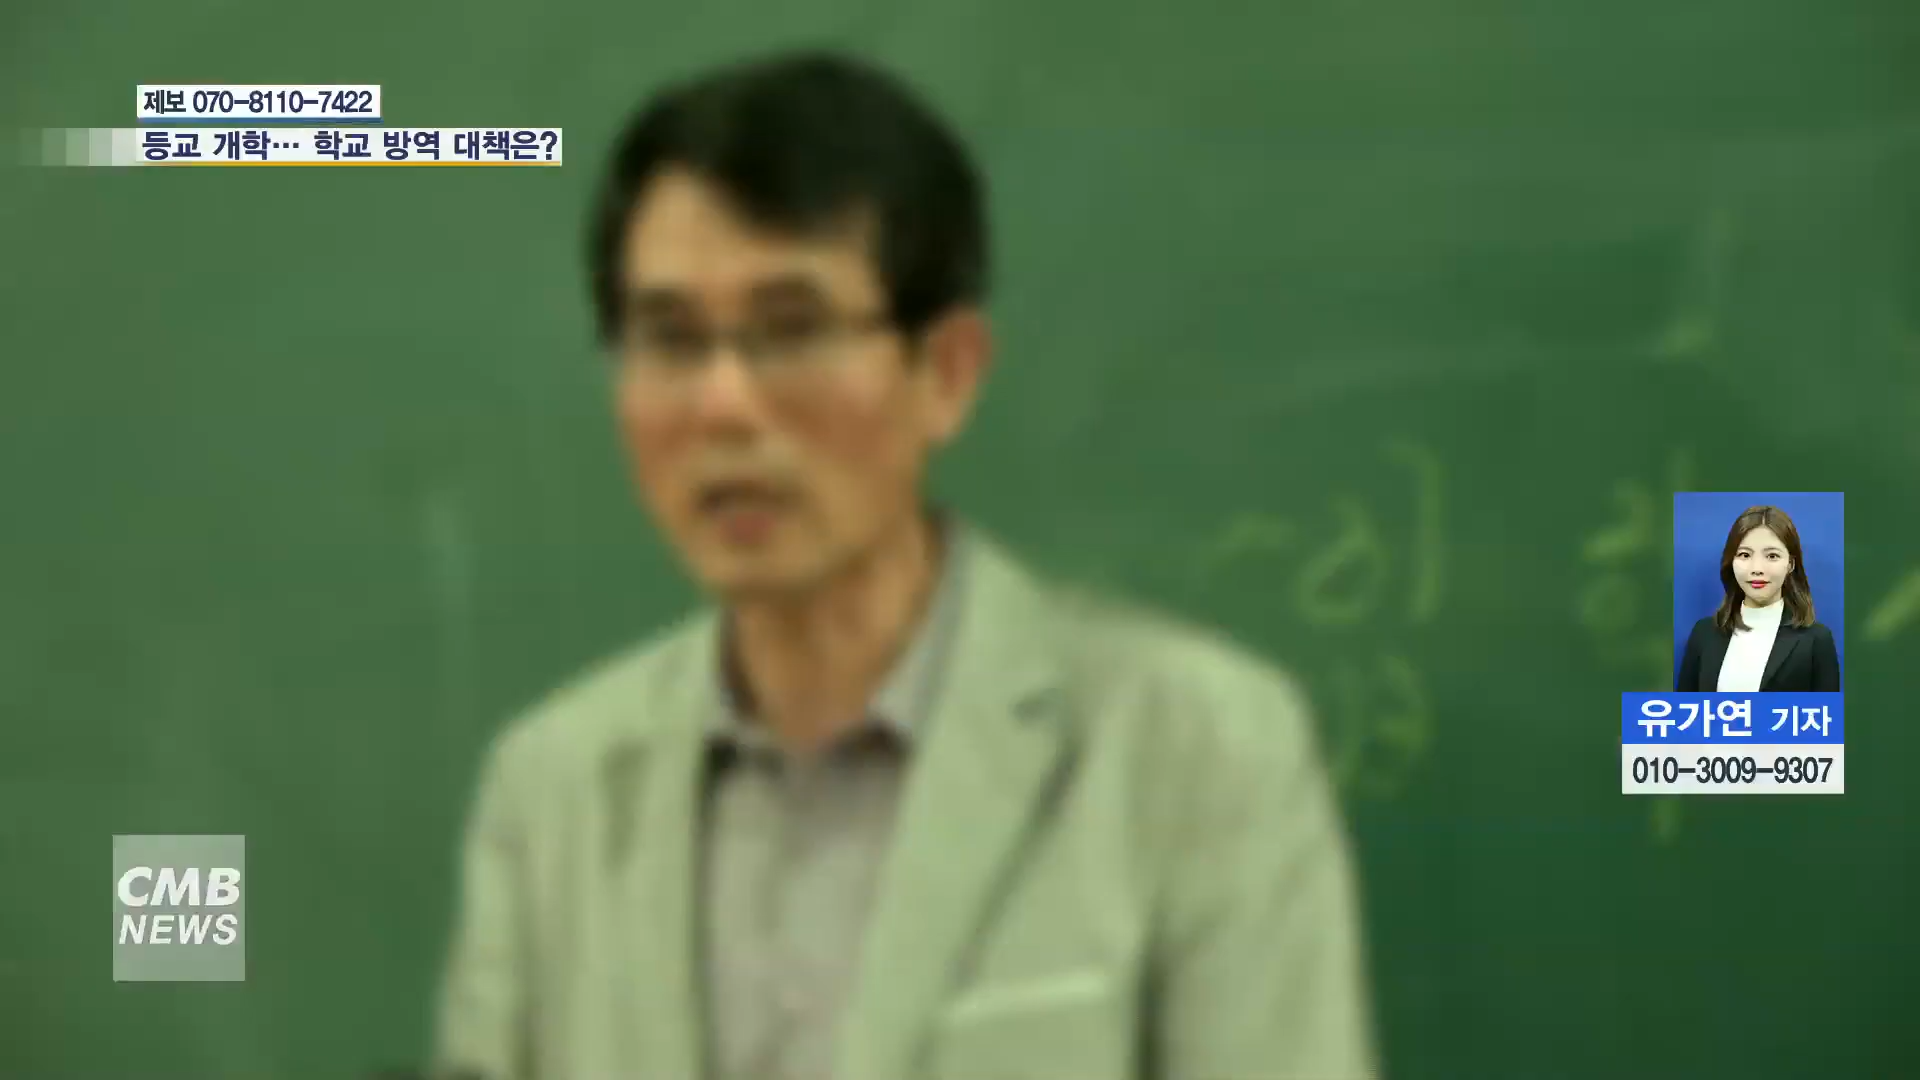 제보 070-8110-7422
등교 개학… 학교 방역 대책은?
유가연 기자
010-3009-9307
CMB
NEWS